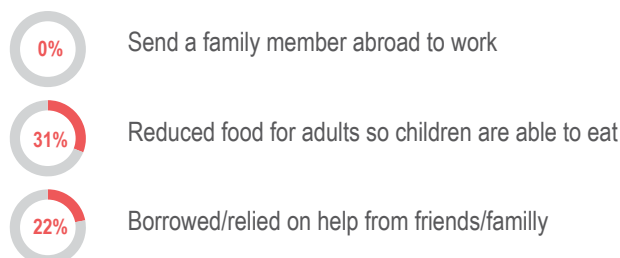 0% Send a family member abroad to work
31% Reduced food for adults so children are able to eat
22% Borrowed/relied on help from friends/familly